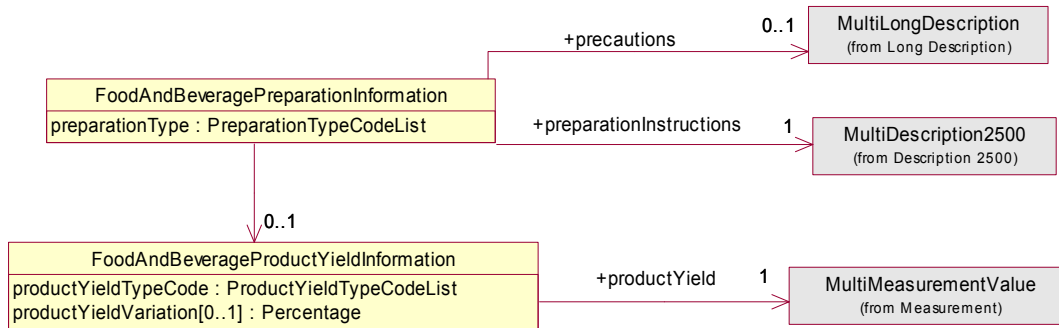 0..1
MultiLongDescription
+precautions
(from Long Description)
FoodAndBeveragePreparationInformation
preparationType : PreparationTypeCodeList
+preparationInstructions
1
MultiDescription2500
(from Description 2500)
0..1
FoodAndBeverageProductYieldInformation
productYieldTypeCode : ProductYieldTypeCodeList
productYieldVariation[0..1] : Percentage
+productYield
1
MultiMeasurementValue
(from Measurement)